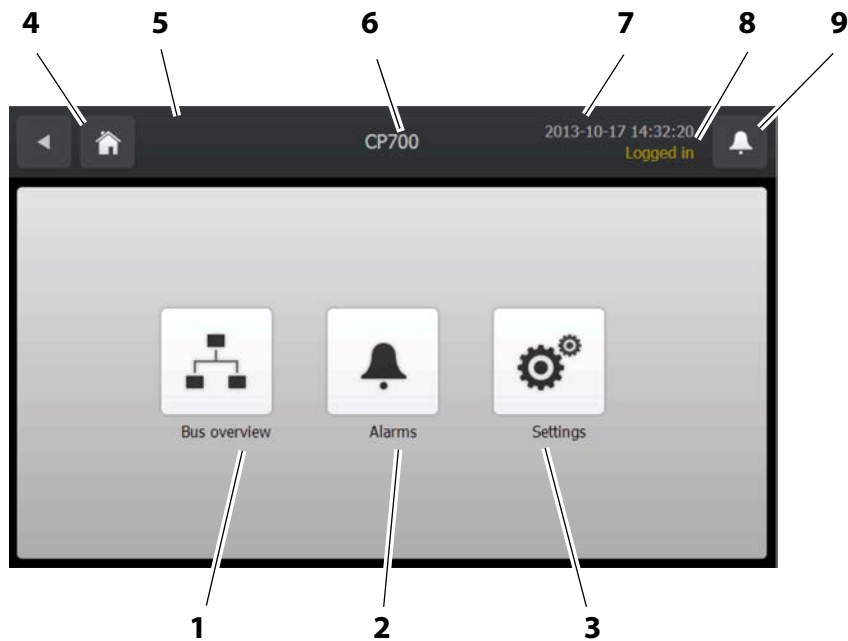 4 5 6 7 8 9
CP700
2013-10-17 14:32:20
Logged in
Bus overview Alarms Settings
1 2 3